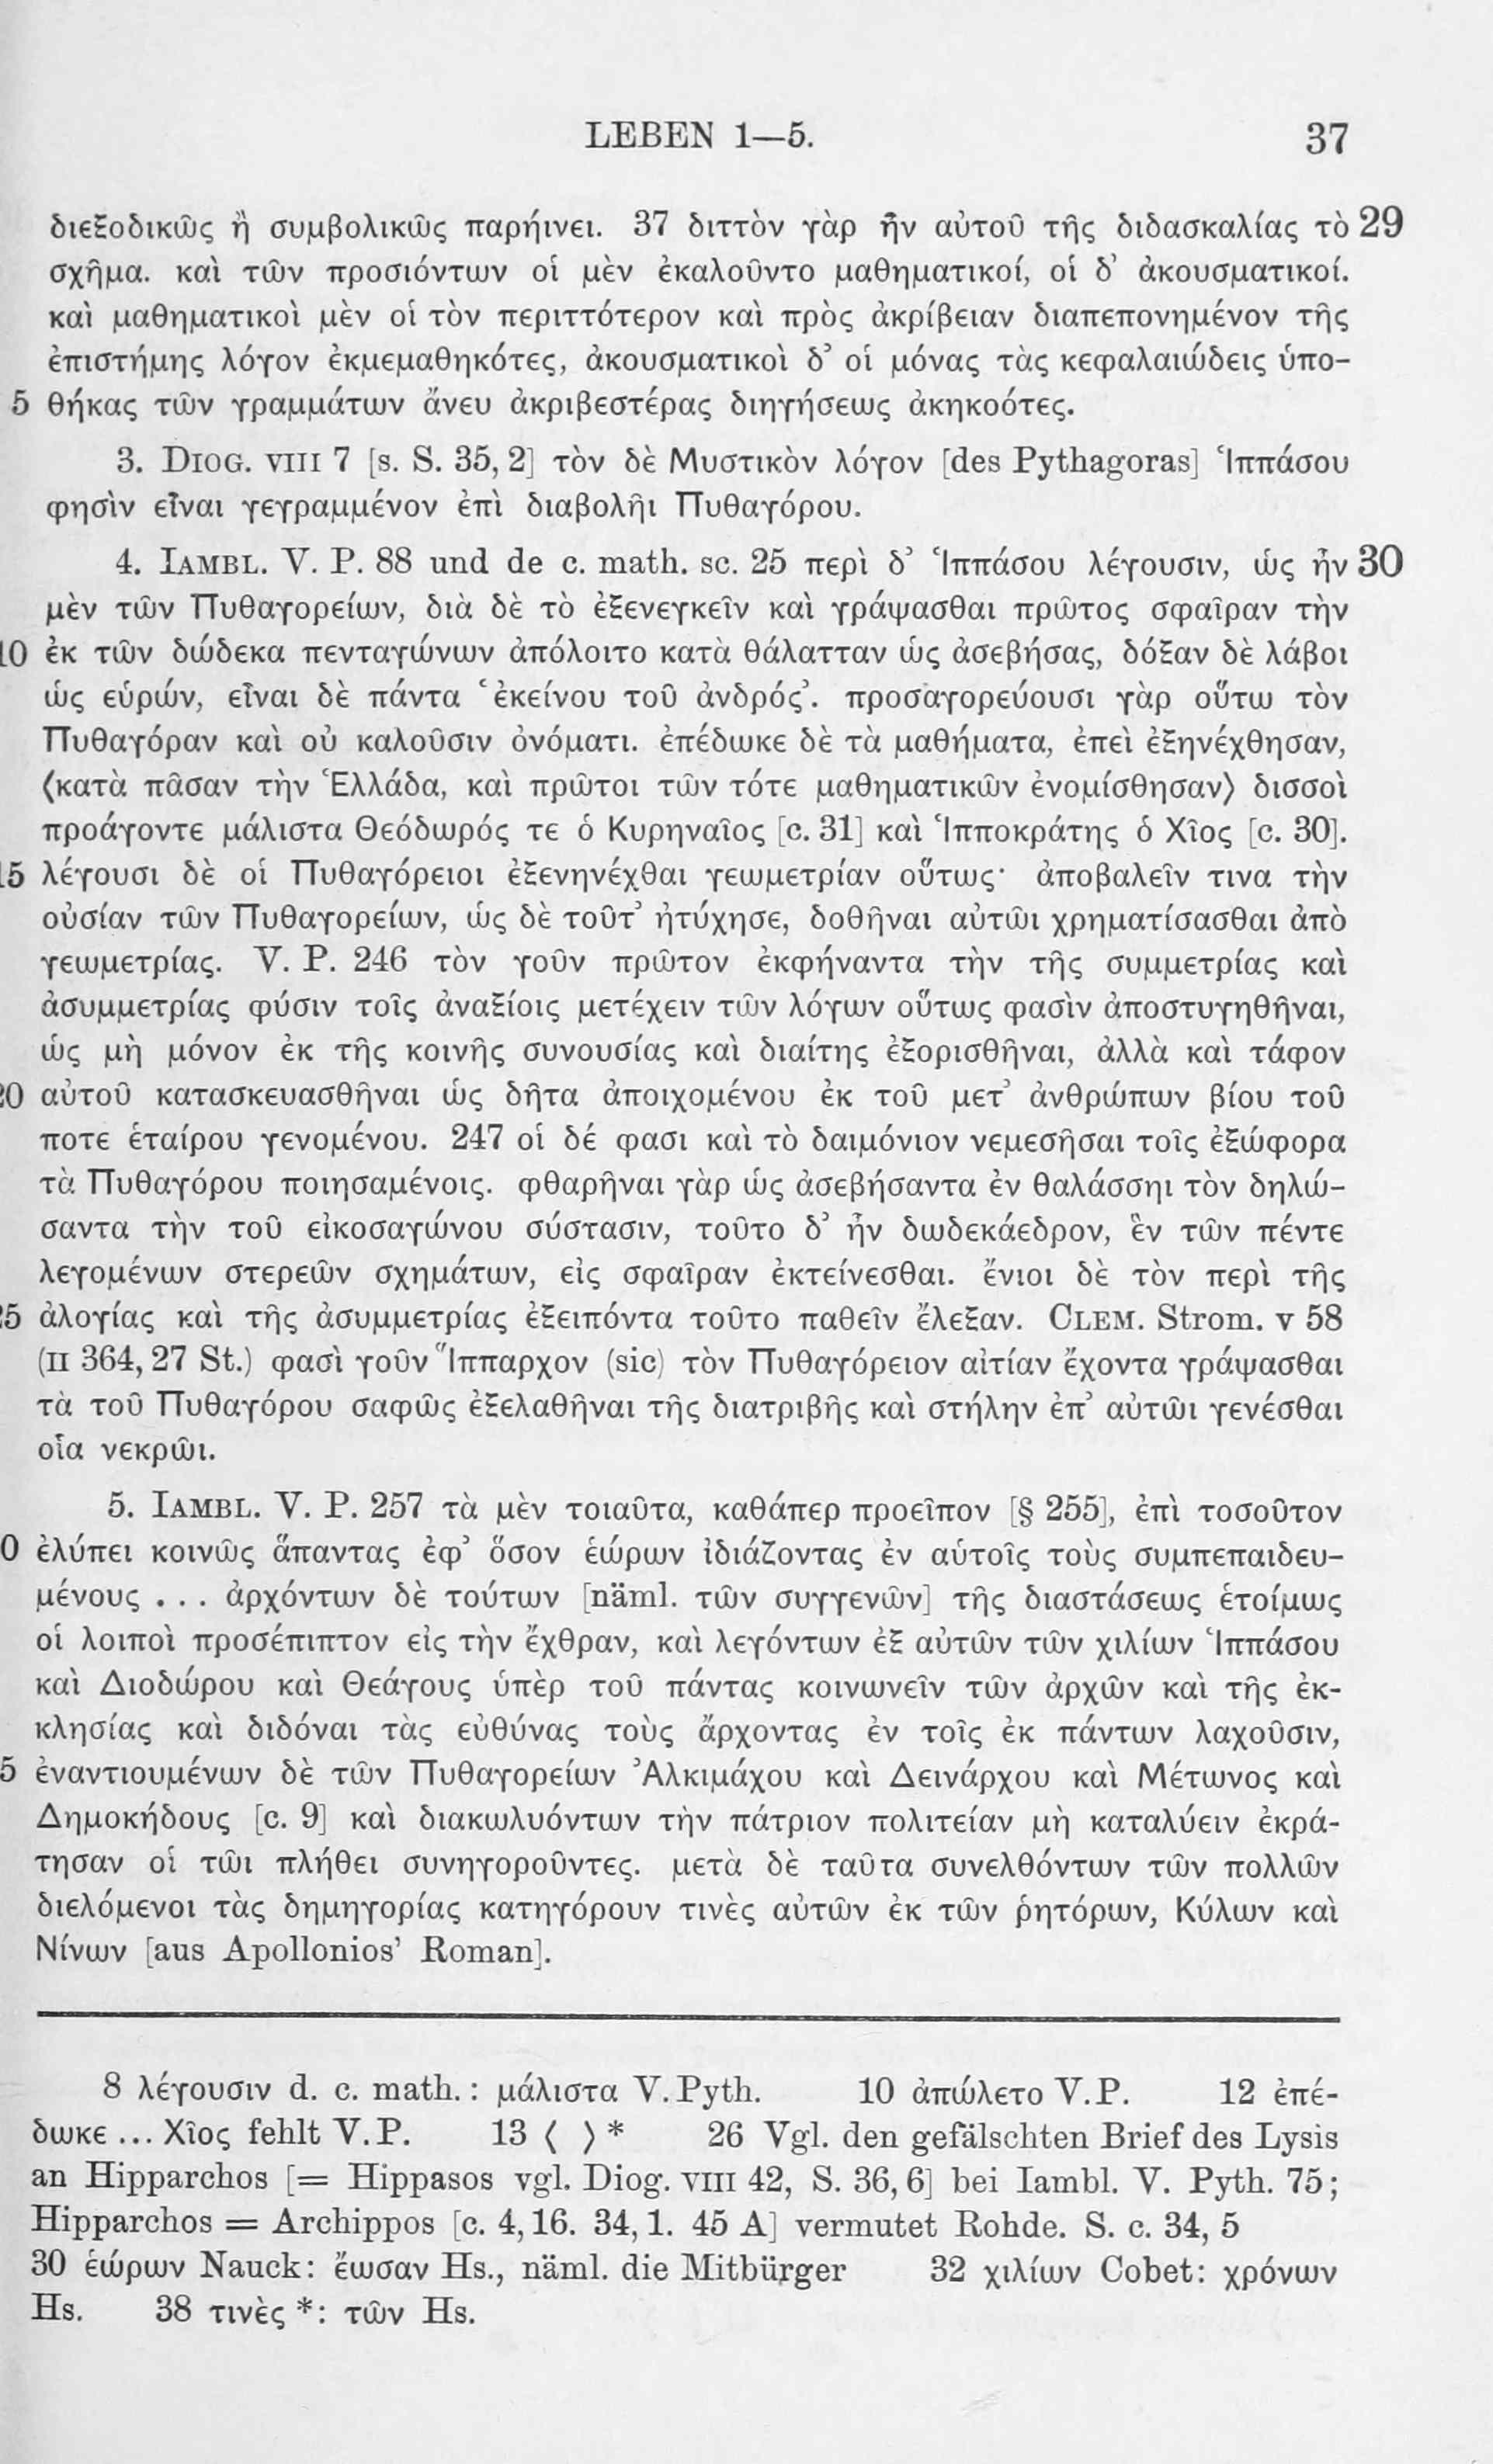 LEBEN 1—5. 37
διεξοδικῶς ἢ συμβολικῶς παρήινει. 37 διττὸν γὰρ ἦν αὐτοῦ τῆς διδασκαλίας τὸ 29
σχῆμα. καὶ τῶν προσιόντων οἱ μὲν ἐκαλοῦντο μαθηματικοί, οἱ δ’ ἀκουσματικοί.
καὶ μαθηματικοὶ μὲν οἱ τὸν περιττότερον καὶ πρὸς ἀκρίβειαν διαπεπονημένον τῆς
ἐπιστήμης λόγον ἐκμεμαθηκότες, ἀκουσματικοὶ δ’ οἱ μόνας τὰς κεφαλαιώδεις ὑπο-
5 θήκας τῶν γραμμάτων ἄνευ ἀκριβεστέρας διηγήσεως ἀκηκοότες.
3. DIOG. VIII 7 [s. S. 35, 2] τὸν δὲ Μυστικὸν λόγον [des Pythagoras] Ἱππάσου
φησὶν εἶναι γεγραμμένον ἐπὶ διαβολῆι Πυθαγόρου.
4. IAMBL. V. P. 88 und de c. math. sc. 25 περὶ δ’ Ἱππάσου λέγουσιν, ὡς ἦν 30
μὲν τῶν Πυθαγορείων, διὰ δὲ τὸ ἐξενεγκεῖν καὶ γράψασθαι πρῶτος σφαῖραν τὴν
10 ἐκ τῶν δώδεκα πενταγώνων ἀπόλοιτο κατὰ θάλατταν ὡς ἀσεβήσας, δόξαν δὲ λάβοι
ὡς εὑρών, εἶναι δὲ πάντα ‘ἐκείνου τοῦ ἀνδρός’. προσαγορεύουσι γὰρ οὕτω τὸν
Πυθαγόραν καὶ οὐ καλοῦσιν ὀνόματι. ἐπέδωκε δὲ τὰ μαθήματα, ἐπεὶ ἐξηνέχθησαν,
⟨κατὰ πᾶσαν τὴν Ἑλλάδα, καὶ πρῶτοι τῶν τότε μαθηματικῶν ἐνομίσθησαν⟩ δισσοὶ
προάγοντε μάλιστα Θεόδωρός τε ὁ Κυρηναῖος [c. 31] καὶ Ἱπποκράτης ὁ Χῖος [c. 30].
15 λέγουσι δὲ οἱ Πυθαγόρειοι ἐξενηνέχθαι γεωμετρίαν οὕτως· ἀποβαλεῖν τινα τὴν
οὐσίαν τῶν Πυθαγορείων, ὡς δὲ τοῦτ’ ἠτύχησε, δοθῆναι αὐτῶι χρηματίσασθαι ἀπὸ
γεωμετρίας. V. P. 246 τὸν γοῦν πρῶτον ἐκφήναντα τὴν τῆς συμμετρίας καὶ
ἀσυμμετρίας φύσιν τοῖς ἀναξίοις μετέχειν τῶν λόγων οὕτως φασὶν ἀποστυγηθῆναι,
ὡς μὴ μόνον ἐκ τῆς κοινῆς συνουσίας καὶ διαίτης ἐξορισθῆναι, ἀλλὰ καὶ τάφον
20 αὐτοῦ κατασκευασθῆναι ὡς δῆτα ἀποιχομένου ἐκ τοῦ μετ’ ἀνθρώπων βίου τοῦ
ποτε ἑταίρου γενομένου. 247 οἱ δέ φασι καὶ τὸ δαιμόνιον νεμεσῆσαι τοῖς ἐξώφορα
τὰ Πυθαγόρου ποιησαμένοις. φθαρῆναι γὰρ ὡς ἀσεβήσαντα ἐν θαλάσσηι τὸν δηλώ-
σαντα τὴν τοῦ εἰκοσαγώνου σύστασιν, τοῦτο δ’ ἦν δωδεκάεδρον, ἓν τῶν πέντε
λεγομένων στερεῶν σχημάτων, εἰς σφαῖραν ἐκτείνεσθαι. ἔνιοι δὲ τὸν περὶ τῆς
25 ἀλογίας καὶ τῆς ἀσυμμετρίας ἐξειπόντα τοῦτο παθεῖν ἔλεξαν. CLEM. Strom. V 58
(II 364, 27 St.) φασὶ γοῦν Ἵππαρχον (sic) τὸν Πυθαγόρειον αἰτίαν ἔχοντα γράψασθαι
τὰ τοῦ Πυθαγόρου σαφῶς ἐξελαθῆναι τῆς διατριβῆς καὶ στήλην ἐπ’ αὐτῶι γενέσθαι
οἷα νεκρῶι.
5. IAMBL. V. P. 257 τὰ μὲν τοιαῦτα, καθάπερ προεῖπον [§ 255], ἐπὶ τοσοῦτον
0 ἐλύπει κοινῶς ἅπαντας ἐφ’ ὅσον ἑώρων ἰδιάζοντας ἐν αὑτοῖς τοὺς συμπεπαιδευ-
μένους ... ἀρχόντων δὲ τούτων [näml. τῶν συγγενῶν] τῆς διαστάσεως ἑτοίμως
οἱ λοιποὶ προσέπιπτον εἰς τὴν ἔχθραν, καὶ λεγόντων ἐξ αὐτῶν τῶν χιλίων Ἱππάσου
καὶ Διοδώρου καὶ Θεάγους ὑπὲρ τοῦ πάντας κοινωνεῖν τῶν ἀρχῶν καὶ τῆς ἐκ-
κλησίας καὶ διδόναι τὰς εὐθύνας τοὺς ἄρχοντας ἐν τοῖς ἐκ πάντων λαχοῦσιν,
5 ἐναντιουμένων δὲ τῶν Πυθαγορείων Ἀλκιμάχου καὶ Δεινάρχου καὶ Μέτωνος καὶ
Δημοκήδους [c. 9] καὶ διακωλυόντων τὴν πάτριον πολιτείαν μὴ καταλύειν ἐκρά-
τησαν οἱ τῶι πλήθει συνηγοροῦντες. μετὰ δὲ ταῦτα συνελθόντων τῶν πολλῶν
διελόμενοι τὰς δημηγορίας κατηγόρουν τινὲς αὐτῶν ἐκ τῶν ῥητόρων, Κύλων καὶ
Νίνων [aus Apollonios’ Roman].
8 λέγουσιν d. c. math.: μάλιστα V. Pyth. 10 ἀπώλετο V. P. 12 ἐπέ-
δωκε ... Χῖος fehlt V. P. 13 ⟨ ⟩ * 26 Vgl. den gefälschten Brief des Lysis
an Hipparchos [= Hippasos vgl. Diog. VIII 42, S. 36, 6] bei Iambl. V. Pyth. 75;
Hipparchos = Archippos [c. 4, 16. 34, 1. 45 A] vermutet Rohde. S. c. 34, 5
30 ἑώρων Nauck: ἔωσαν Hs., näml. die Mitbürger 32 χιλίων Cobet: χρόνων
Hs. 38 τινὲς *: τῶν Hs.